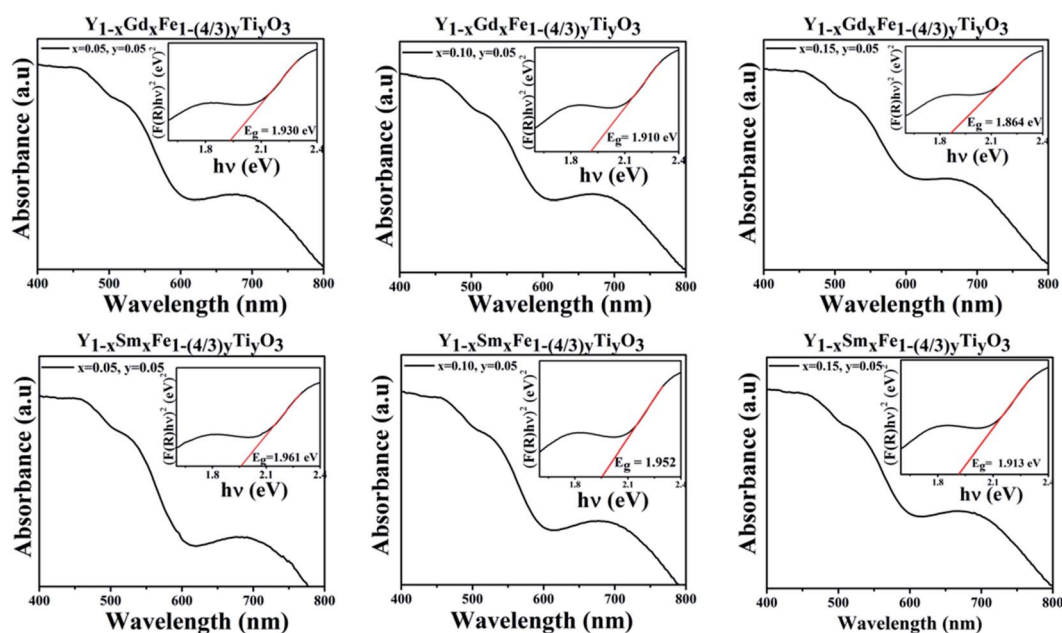 Y1-xGdxFe1-(4/3)yTiyO3
x=0.05, y=0.05
(F(R)hν)² (eV)²
Eg = 1.930 eV
1.8 2.1 2.4
hν (eV)
Absorbance (a.u)
400 500 600 700 800
Wavelength (nm)
Y1-xGdxFe1-(4/3)yTiyO3
x=0.10, y=0.05
(F(R)hν)² (eV)²
Eg = 1.910 eV
1.8 2.1 2.4
hν (eV)
Absorbance (a.u)
400 500 600 700 800
Wavelength (nm)
Y1-xGdxFe1-(4/3)yTiyO3
x=0.15, y=0.05
(F(R)hν)² (eV)²
Eg = 1.864 eV
1.8 2.1 2.4
hν (eV)
Absorbance (a.u)
400 500 600 700 800
Wavelength (nm)
Y1-xSmxFe1-(4/3)yTiyO3
x=0.05, y=0.05
(F(R)hν)² (eV)²
Eg=1.961 eV
1.8 2.1 2.4
hν (eV)
Absorbance (a.u)
400 500 600 700 800
Wavelength (nm)
Y1-xSmxFe1-(4/3)yTiyO3
x=0.10, y=0.05
(F(R)hν)² (eV)²
Eg = 1.952
1.8 2.1 2.4
hν (eV)
Absorbance (a.u)
400 500 600 700 800
Wavelength (nm)
Y1-xSmxFe1-(4/3)yTiyO3
x=0.15, y=0.05
(F(R)hν)² (eV)²
Eg = 1.913 eV
1.8 2.1 2.4
hν (eV)
Absorbance (a.u)
400 500 600 700 800
Wavelength (nm)